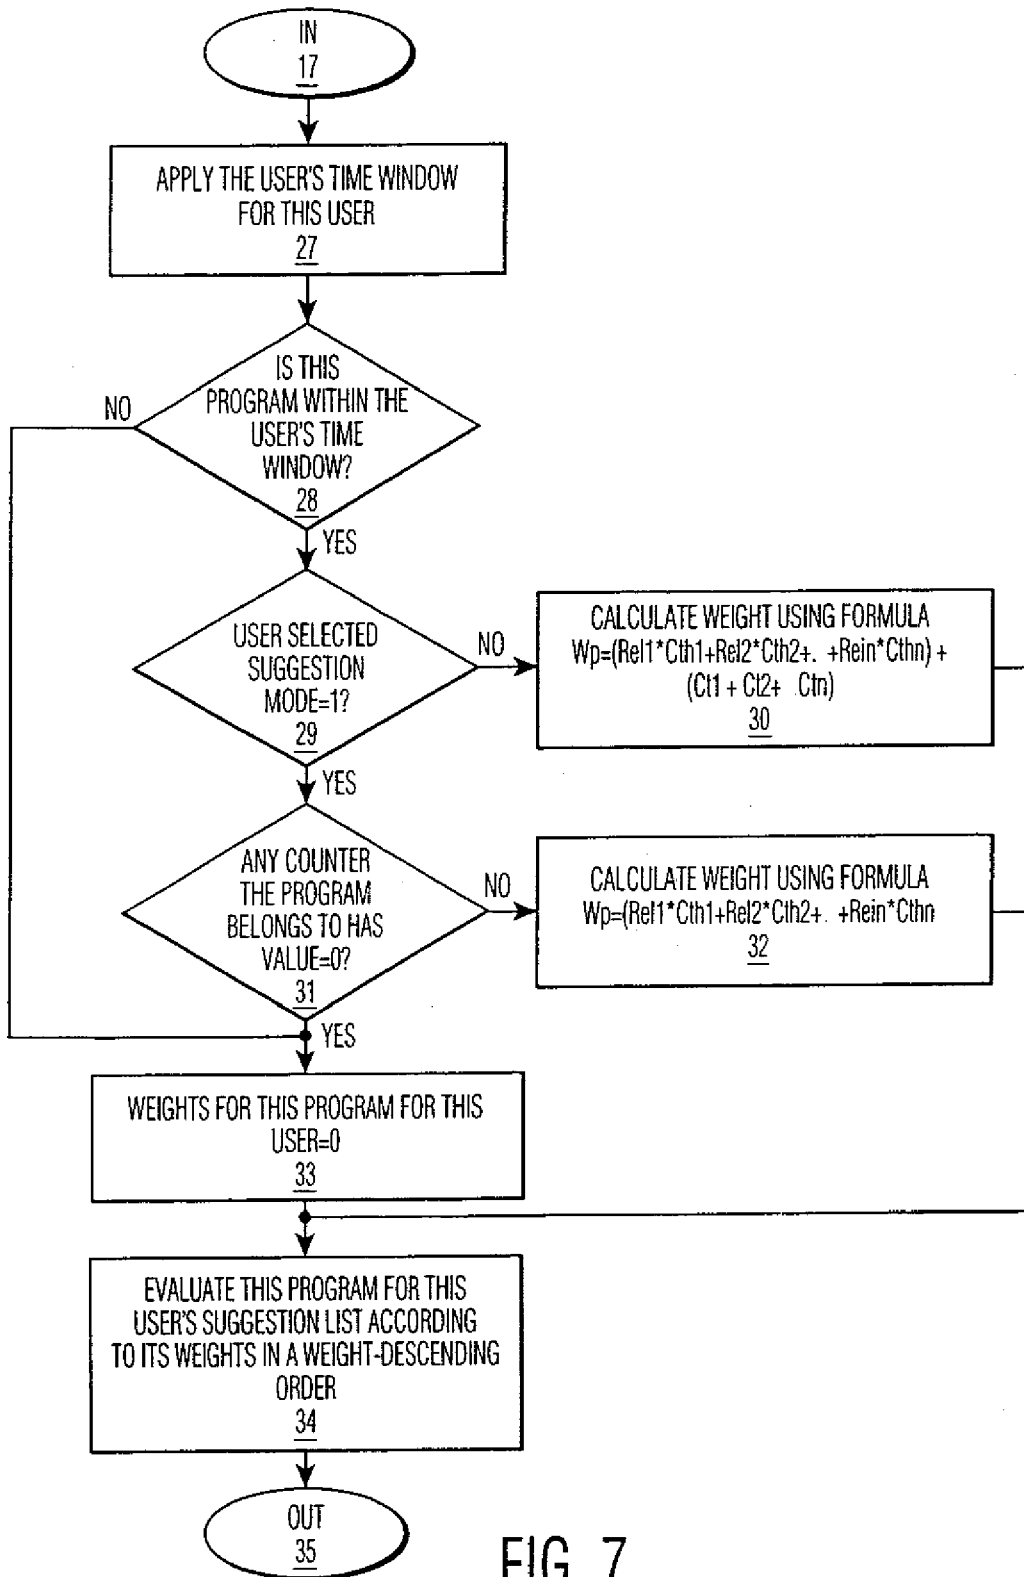 IN
17
APPLY THE USER'S TIME WINDOW
FOR THIS USER
27
IS THIS
PROGRAM WITHIN THE
USER'S TIME
WINDOW?
28
NO
YES
USER SELECTED
SUGGESTION
MODE=1?
29
NO
YES
CALCULATE WEIGHT USING FORMULA
Wp=(Rel1*Cth1+Rel2*Cth2+. +Rein*Cthn) +
(Ct1 + Ct2+ Ctn)
30
ANY COUNTER
THE PROGRAM
BELONGS TO HAS
VALUE=0?
31
NO
YES
CALCULATE WEIGHT USING FORMULA
Wp=(Rel1*Cth1+Rel2*Cth2+. +Rein*Cthn
32
WEIGHTS FOR THIS PROGRAM FOR THIS
USER=0
33
EVALUATE THIS PROGRAM FOR THIS
USER'S SUGGESTION LIST ACCORDING
TO ITS WEIGHTS IN A WEIGHT-DESCENDING
ORDER
34
OUT
35
FIG. 7